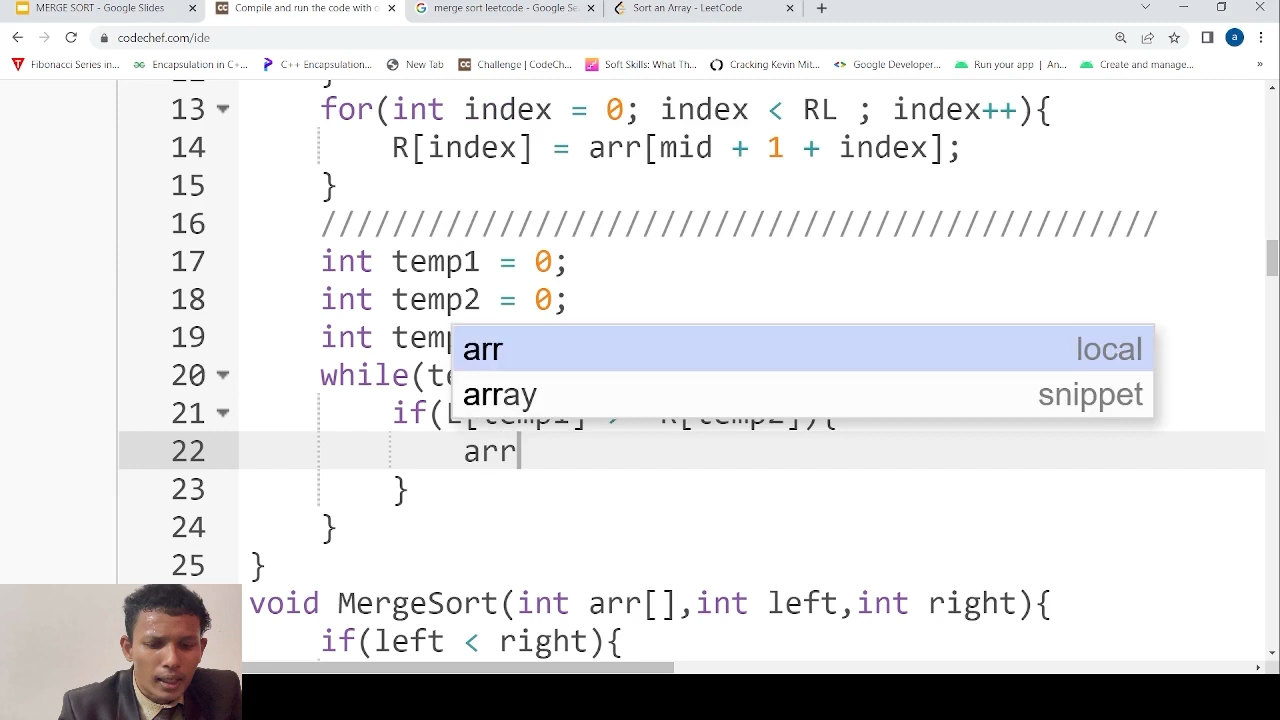 MERGE SORT - Google Slides
Compile and run the code with o
merge sort leetcode - Google Se
Sort an Array - LeetCode
codechef.com/ide
a
Fibonacci Series in...
Encapsulation in C+...
C++ Encapsulation...
New Tab
Challenge | CodeCh...
Soft Skills: What Th...
Cracking Kevin Mit...
Google Developer...
Run your app | An...
Create and manage...
»
13 for(int index = 0; index < RL ; index++){
14 R[index] = arr[mid + 1 + index];
15 }
16 ///////////////////////////////////////////////
17 int temp1 = 0;
18 int temp2 = 0;
19 int temp
arr local
20 while(te
array snippet
21 if(L[temp1] > R[temp2]){
22 arr
23 }
24 }
25 }
void MergeSort(int arr[],int left,int right){
if(left < right){